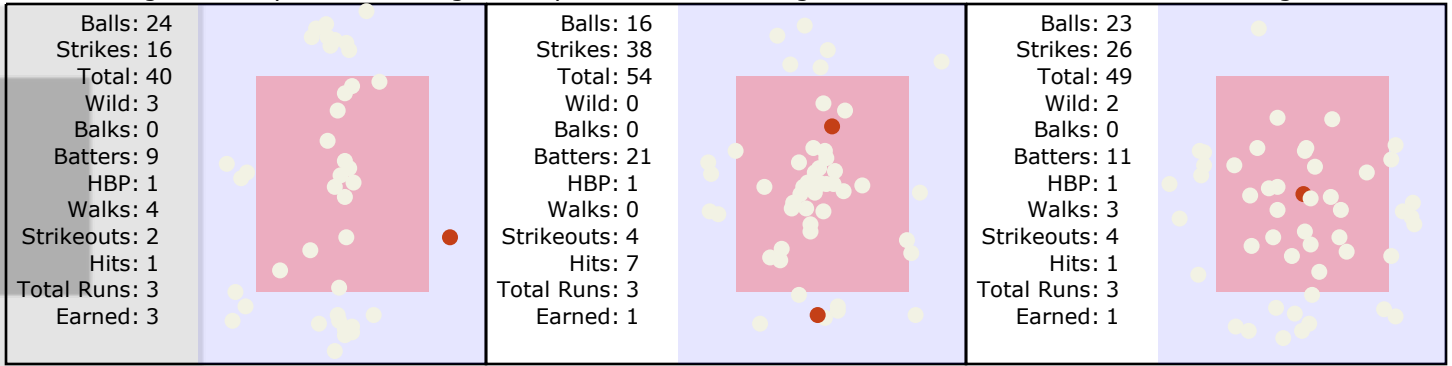 Balls: 24
Strikes: 16
Total: 40
Wild: 3
Balks: 0
Batters: 9
HBP: 1
Walks: 4
Strikeouts: 2
Hits: 1
Total Runs: 3
Earned: 3
Balls: 16
Strikes: 38
Total: 54
Wild: 0
Balks: 0
Batters: 21
HBP: 1
Walks: 0
Strikeouts: 4
Hits: 7
Total Runs: 3
Earned: 1
Balls: 23
Strikes: 26
Total: 49
Wild: 2
Balks: 0
Batters: 11
HBP: 1
Walks: 3
Strikeouts: 4
Hits: 1
Total Runs: 3
Earned: 1